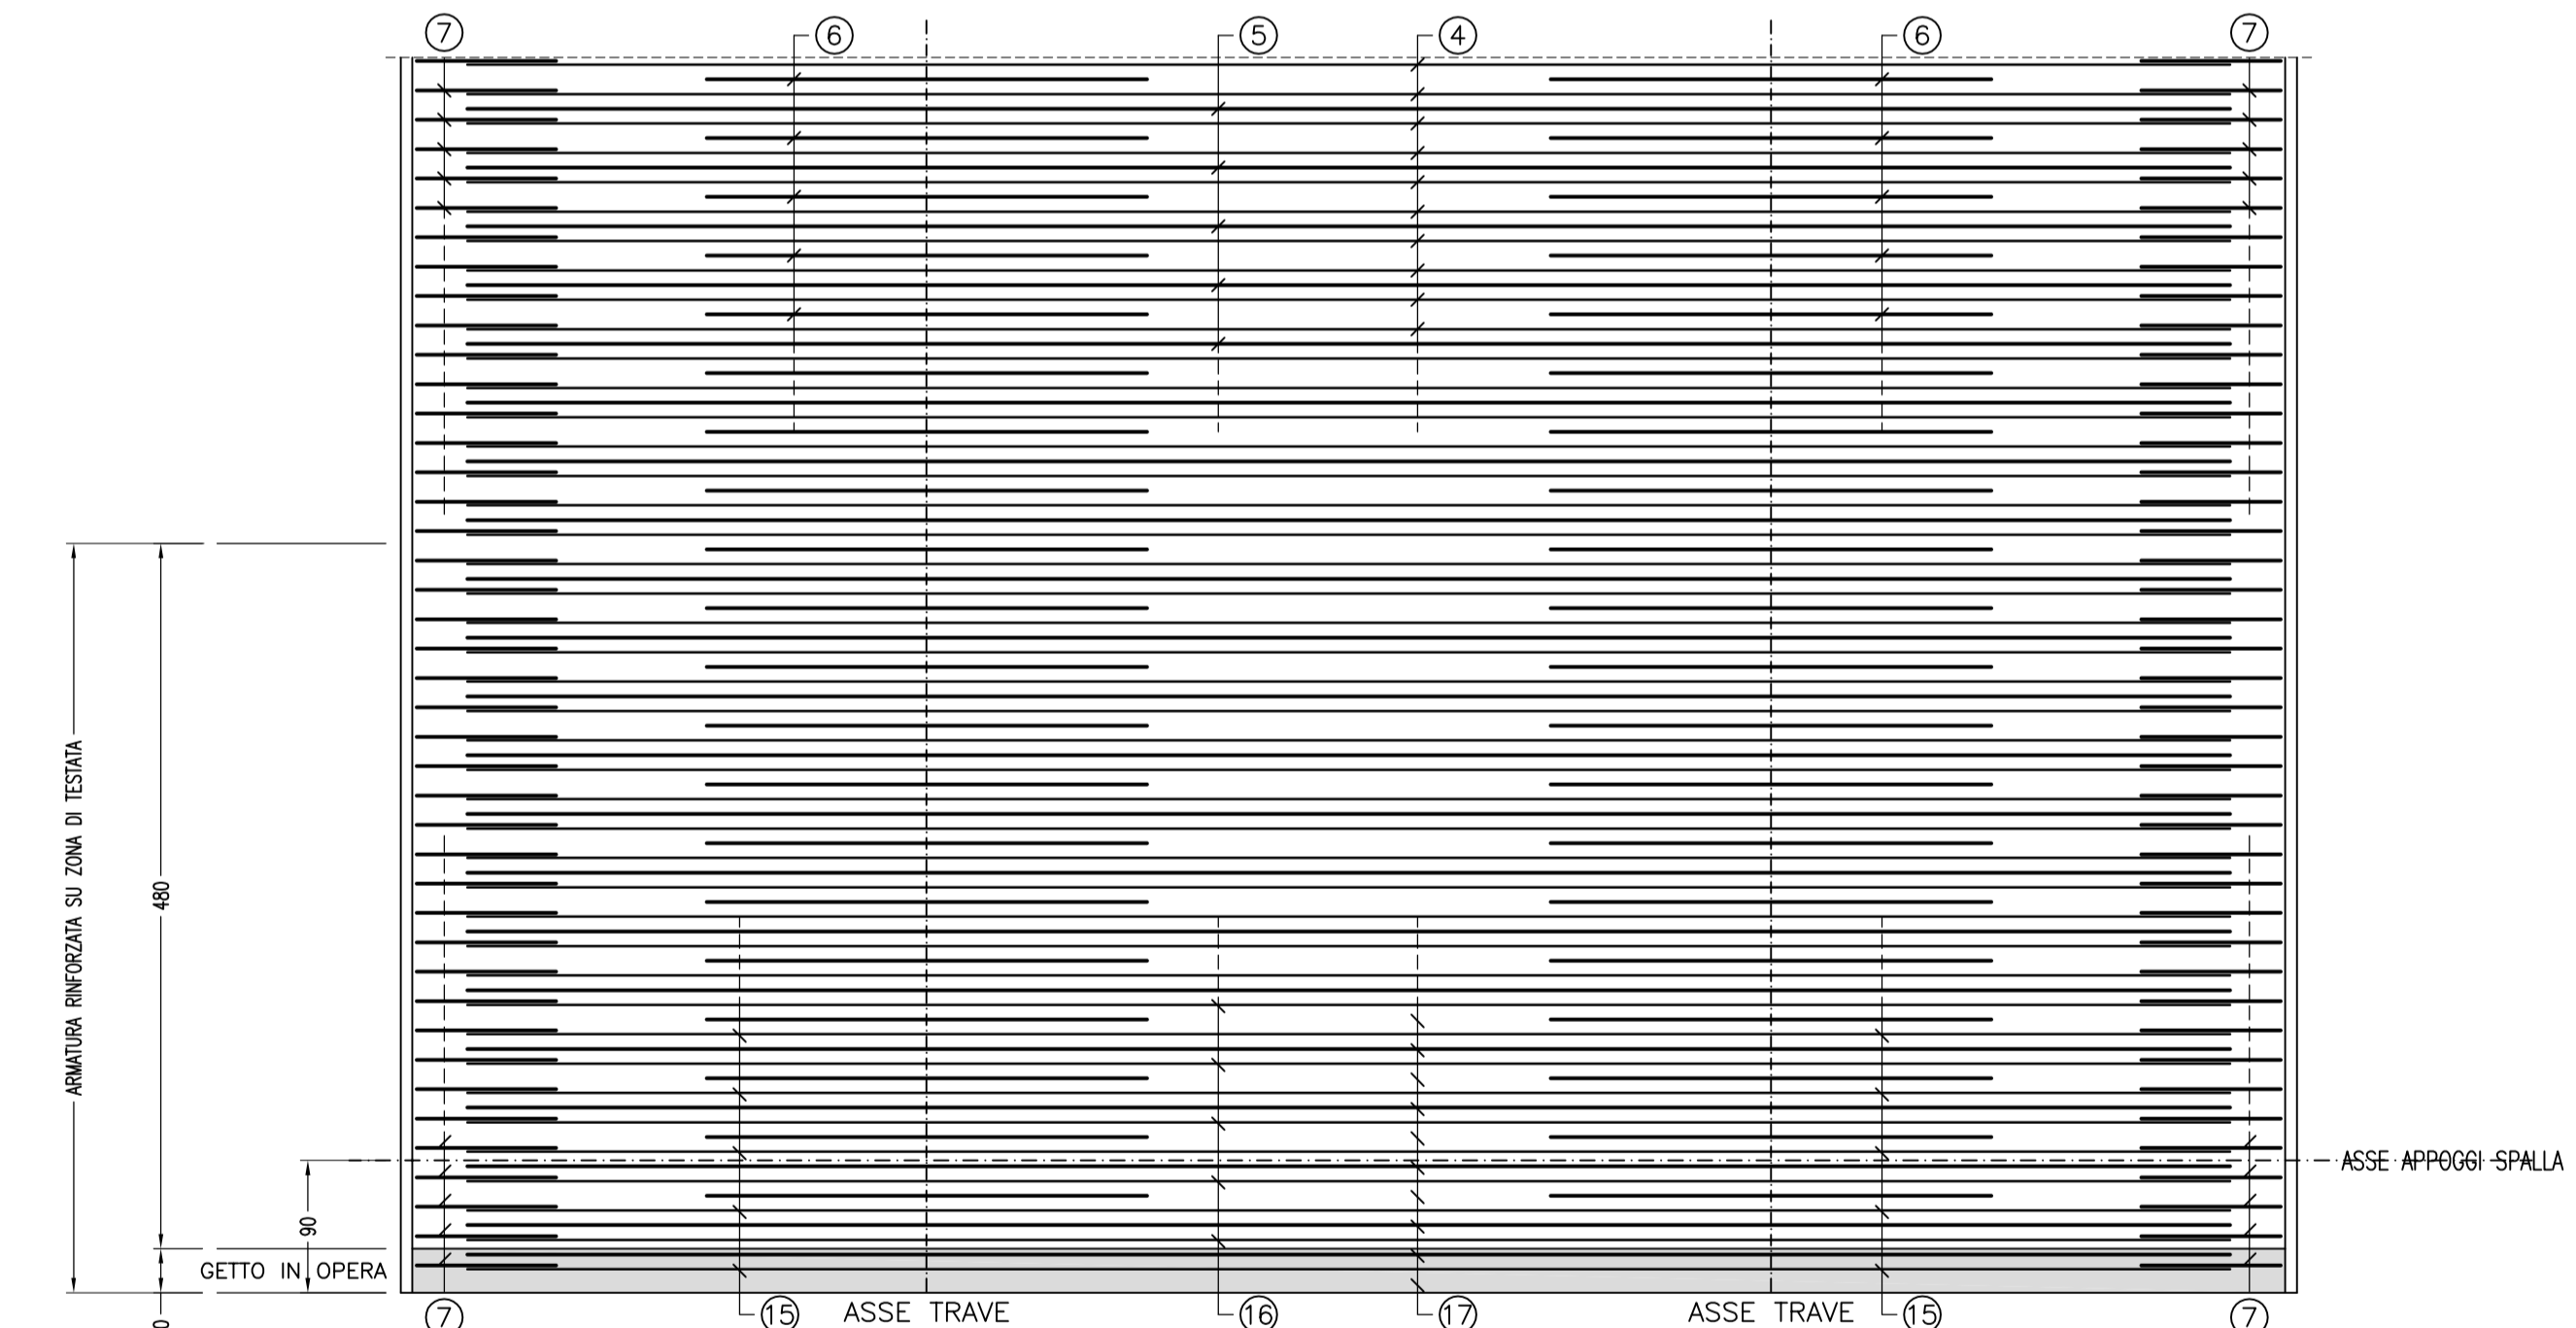 7
6
5
4
6
7
ARMATURA RINFORZATA SU ZONA DI TESTATA
480
90
ASSE APPOGGI SPALLA
GETTO IN OPERA
7
15
ASSE TRAVE
16
17
ASSE TRAVE
15
7